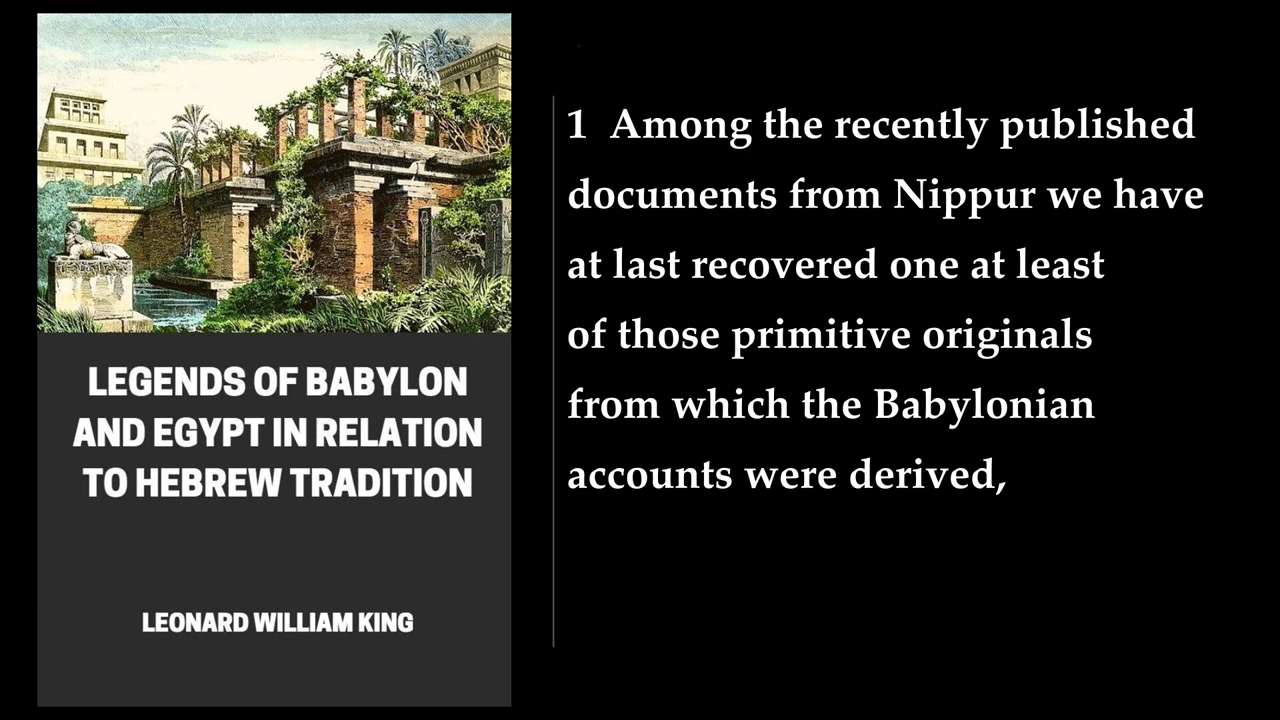 LEGENDS OF BABYLON
AND EGYPT IN RELATION
TO HEBREW TRADITION
LEONARD WILLIAM KING
1 Among the recently published
documents from Nippur we have
at last recovered one at least
of those primitive originals
from which the Babylonian
accounts were derived,